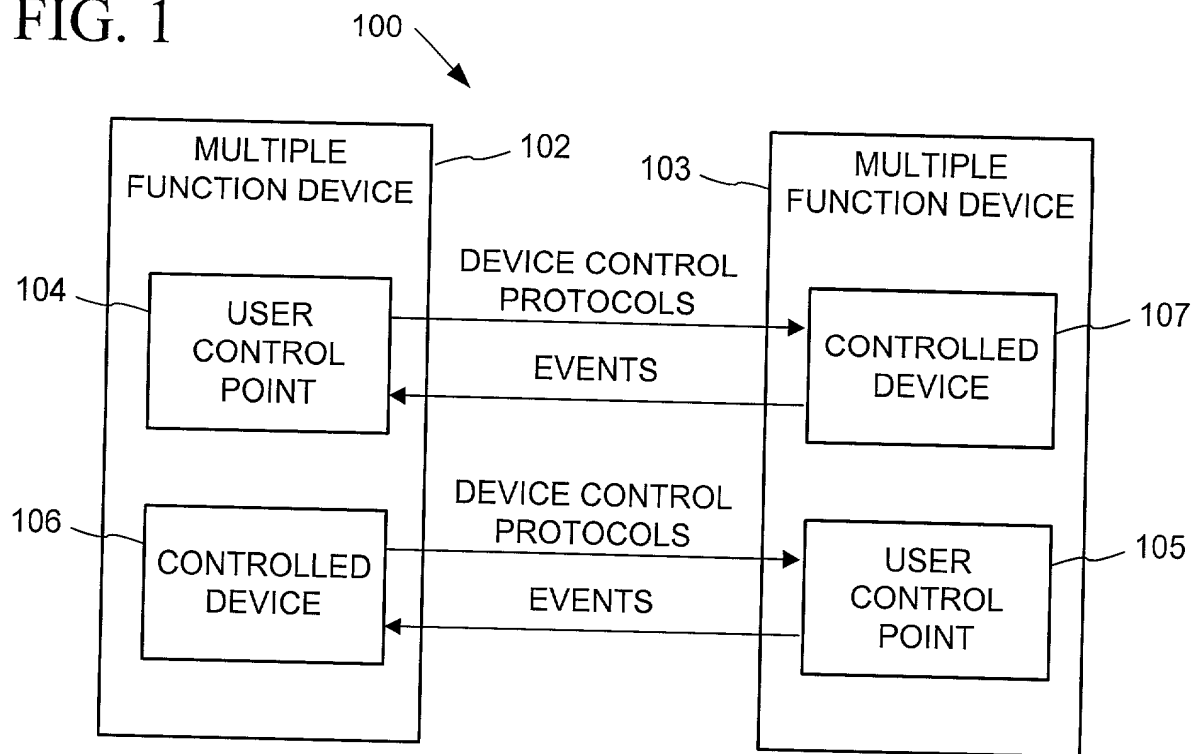 FIG. 1
100
MULTIPLE
FUNCTION DEVICE
102
103
MULTIPLE
FUNCTION DEVICE
104
USER
CONTROL
POINT
DEVICE CONTROL
PROTOCOLS
EVENTS
CONTROLLED
DEVICE
107
106
CONTROLLED
DEVICE
DEVICE CONTROL
PROTOCOLS
EVENTS
USER
CONTROL
POINT
105